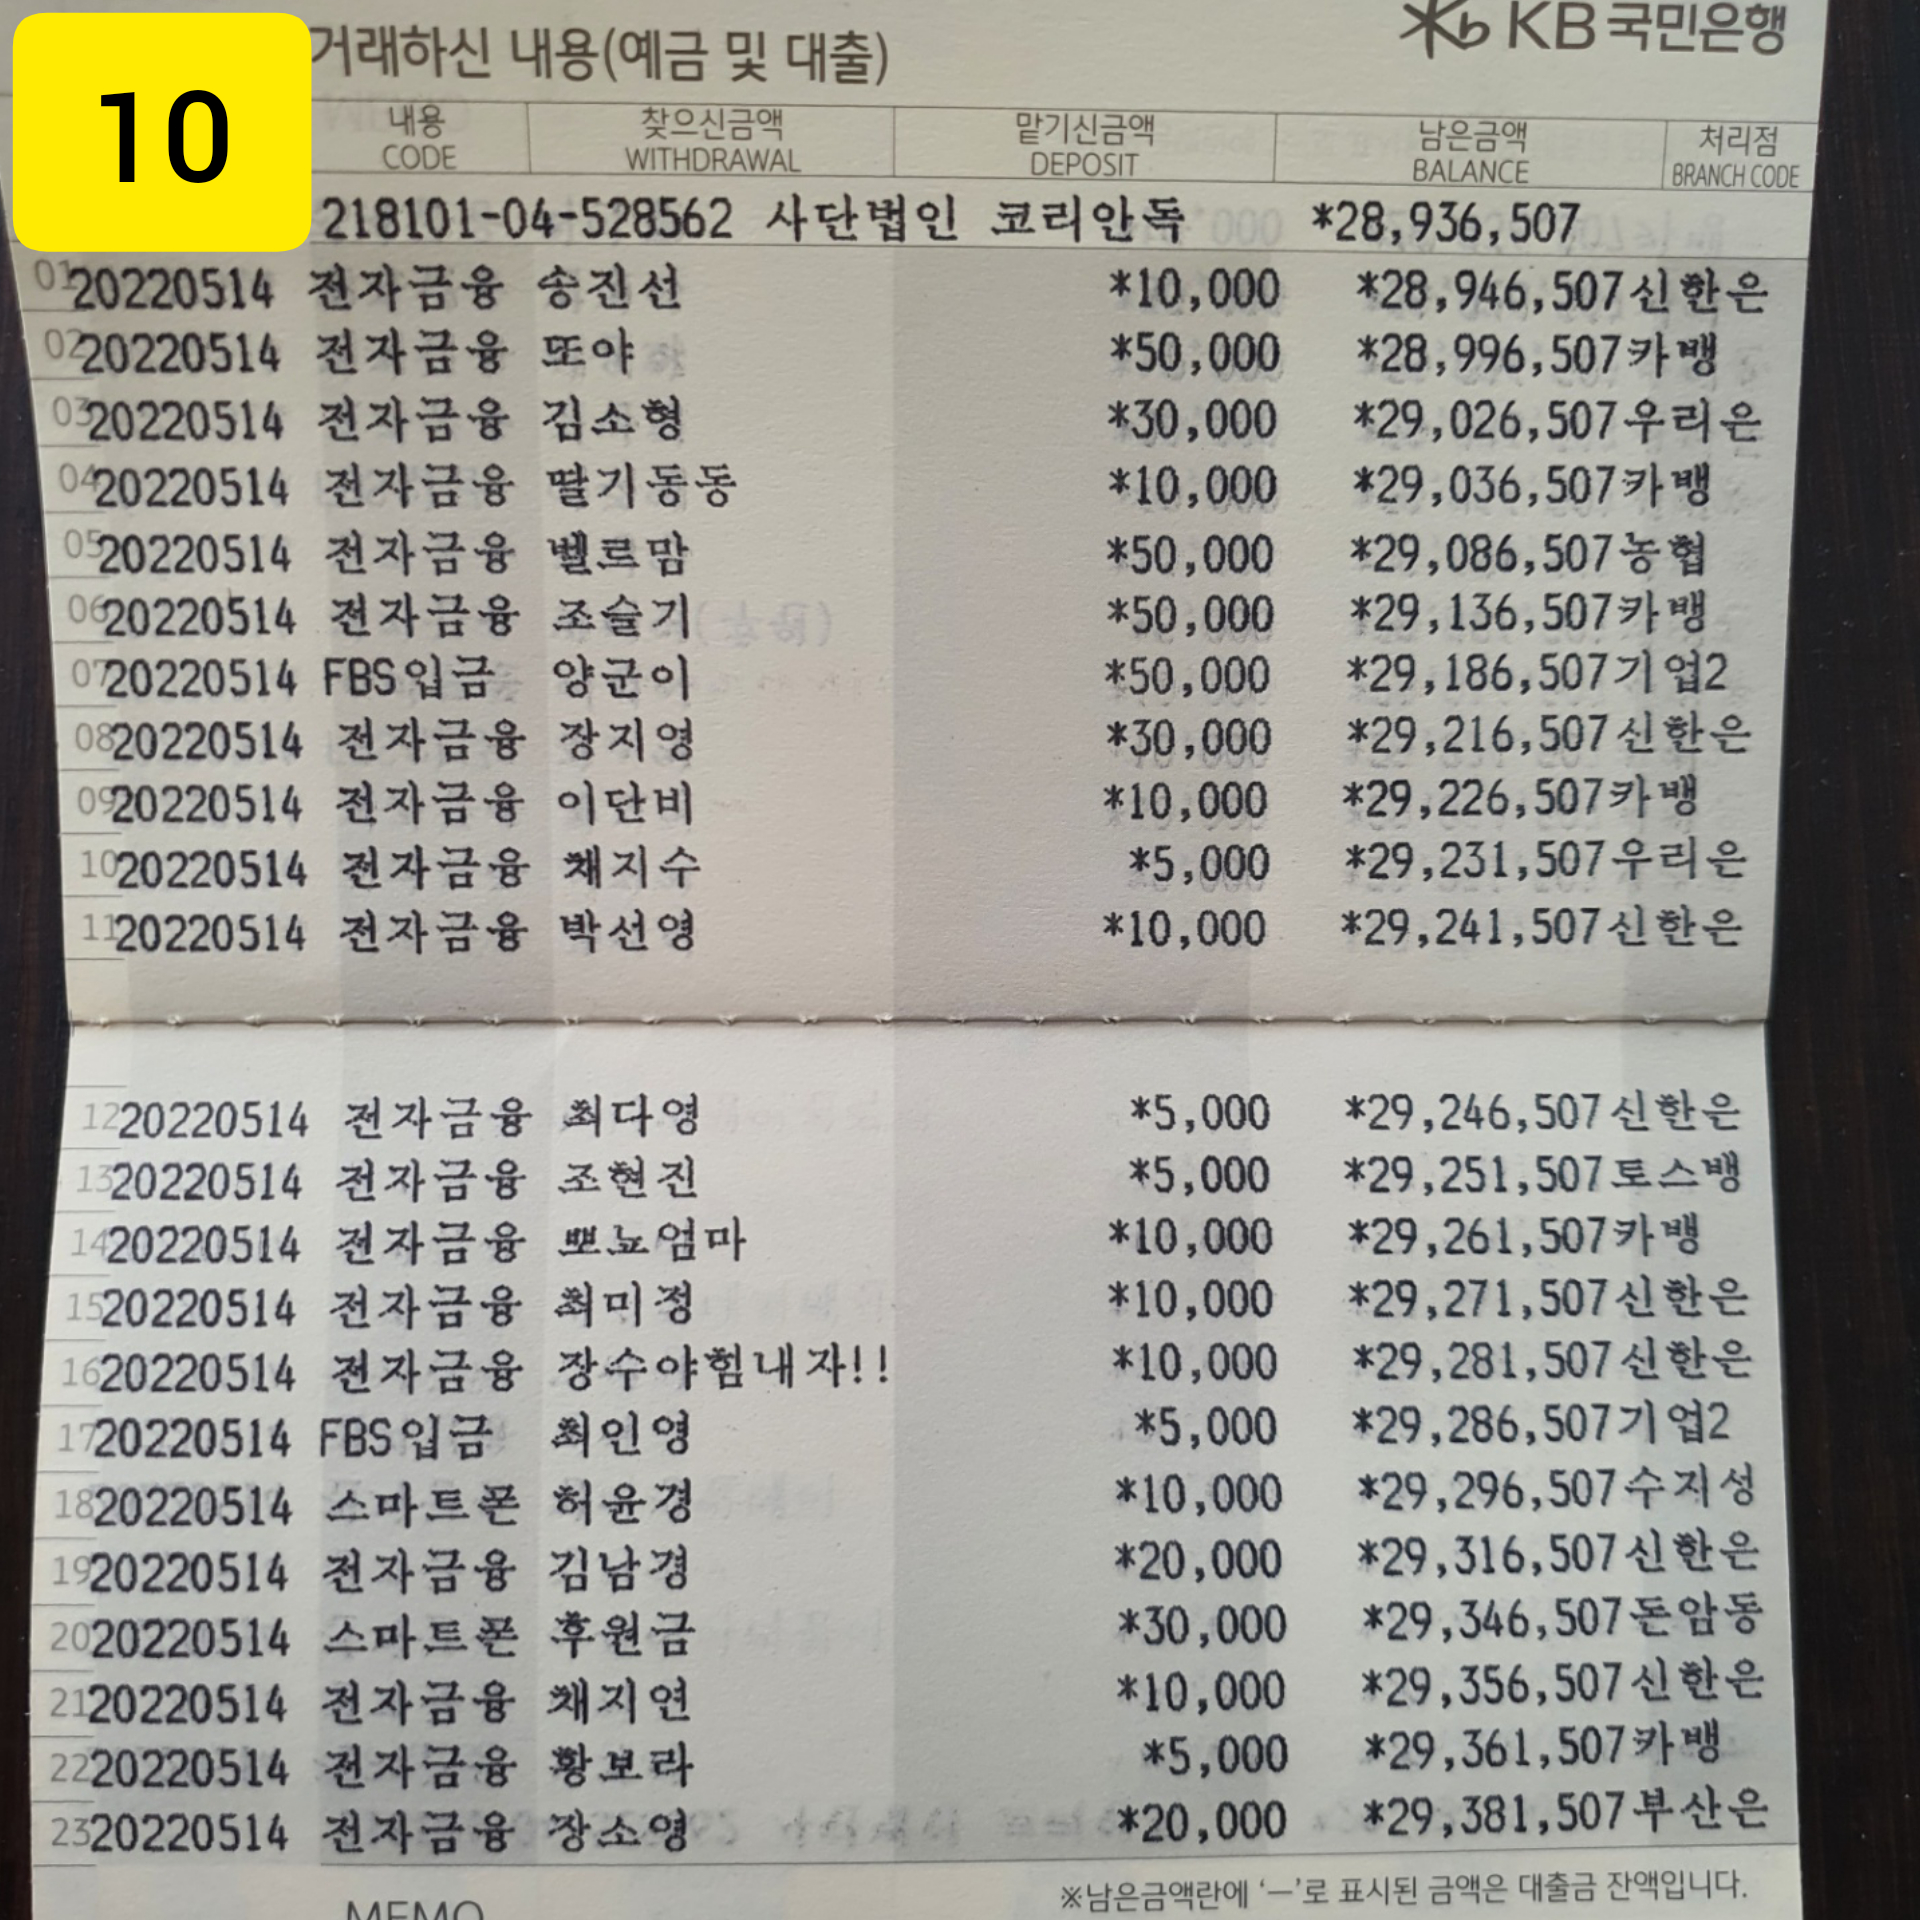 10
거래하신 내용(예금 및 대출)
KB 국민은행
내용 찾으신금액 맡기신금액 남은금액 처리점
CODE WITHDRAWAL DEPOSIT BALANCE BRANCH CODE
218101-04-528562 사단법인 코리안독 *28,936,507
01 20220514 전자금융 송진선 *10,000 *28,946,507 신한은
02 20220514 전자금융 또야 *50,000 *28,996,507 카뱅
03 20220514 전자금융 김소형 *30,000 *29,026,507 우리은
04 20220514 전자금융 딸기동동 *10,000 *29,036,507 카뱅
05 20220514 전자금융 벨르맘 *50,000 *29,086,507 농협
06 20220514 전자금융 조슬기 *50,000 *29,136,507 카뱅
07 20220514 FBS입금 양군이 *50,000 *29,186,507 기업2
08 20220514 전자금융 장지영 *30,000 *29,216,507 신한은
09 20220514 전자금융 이단비 *10,000 *29,226,507 카뱅
10 20220514 전자금융 채지수 *5,000 *29,231,507 우리은
11 20220514 전자금융 박선영 *10,000 *29,241,507 신한은
12 20220514 전자금융 최다영 *5,000 *29,246,507 신한은
13 20220514 전자금융 조현진 *5,000 *29,251,507 토스뱅
14 20220514 전자금융 뽀뇨엄마 *10,000 *29,261,507 카뱅
15 20220514 전자금융 최미정 *10,000 *29,271,507 신한은
16 20220514 전자금융 장수야힘내자!! *10,000 *29,281,507 신한은
17 20220514 FBS입금 최인영 *5,000 *29,286,507 기업2
18 20220514 스마트폰 허윤경 *10,000 *29,296,507 수지성
19 20220514 전자금융 김남경 *20,000 *29,316,507 신한은
20 20220514 스마트폰 후원금 *30,000 *29,346,507 돈암동
21 20220514 전자금융 채지연 *10,000 *29,356,507 신한은
22 20220514 전자금융 황보라 *5,000 *29,361,507 카뱅
23 20220514 전자금융 장소영 *20,000 *29,381,507 부산은
※남은금액란에 ‘─’로 표시된 금액은 대출금 잔액입니다.
MEMO